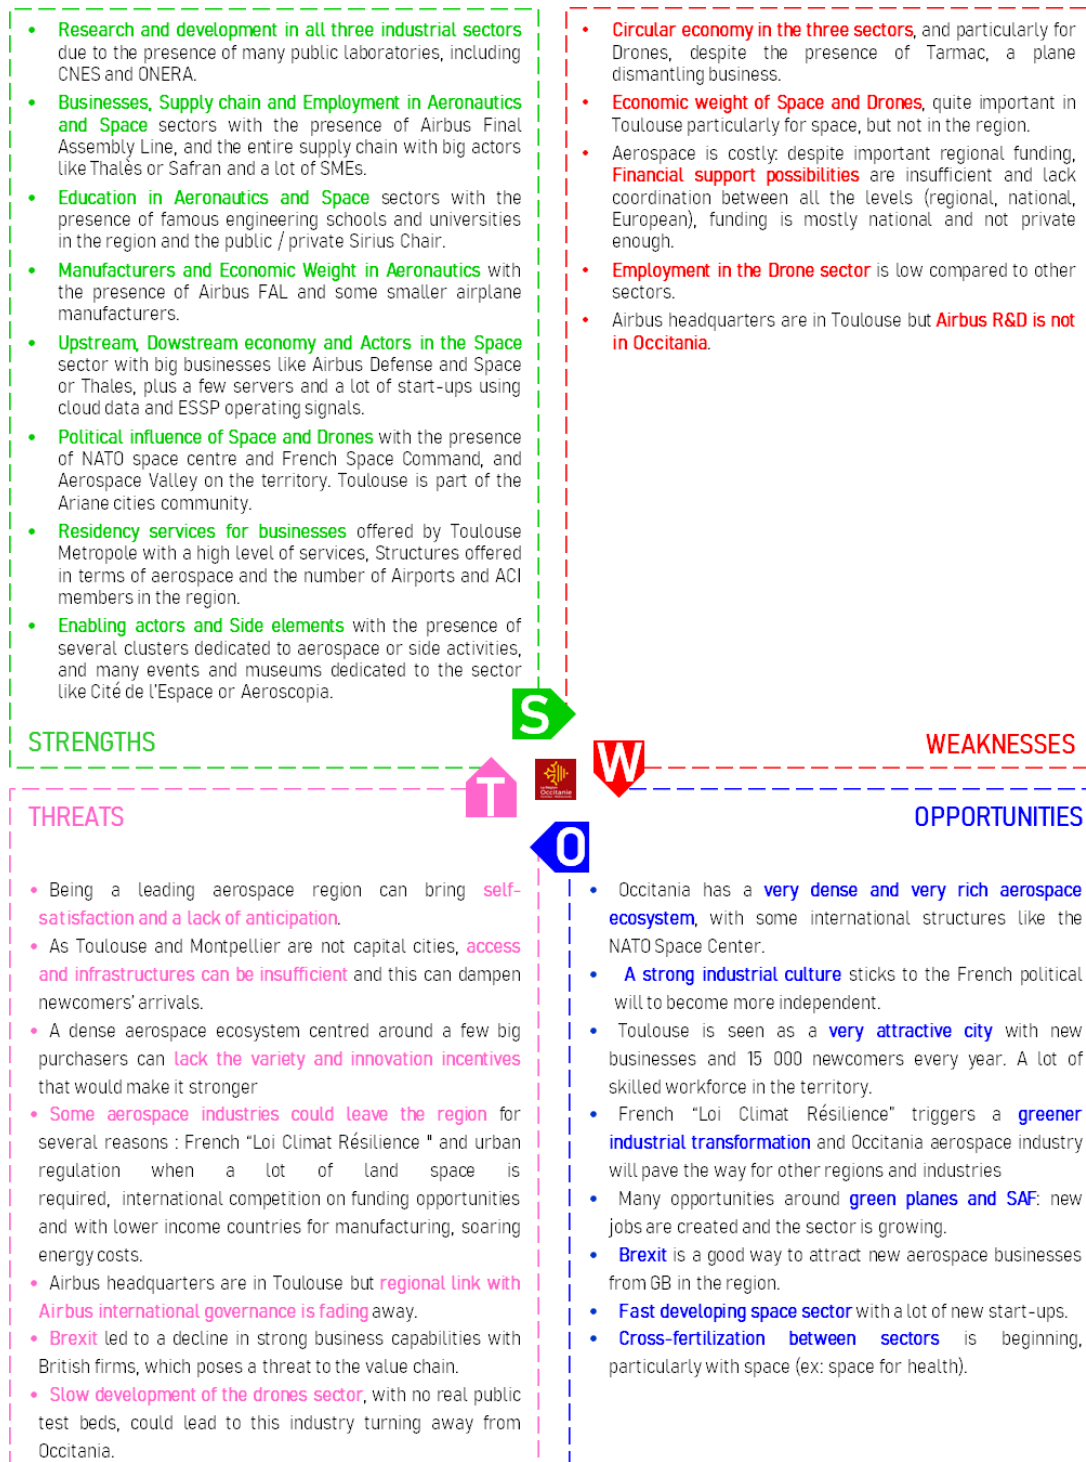 • Research and development in all three industrial sectors
due to the presence of many public laboratories, including
CNES and ONERA.
• Businesses, Supply chain and Employment in Aeronautics
and Space sectors with the presence of Airbus Final
Assembly Line, and the entire supply chain with big actors
like Thalès or Safran and a lot of SMEs.
• Education in Aeronautics and Space sectors with the
presence of famous engineering schools and universities
in the region and the public / private Sirius Chair.
• Manufacturers and Economic Weight in Aeronautics with
the presence of Airbus FAL and some smaller airplane
manufacturers.
• Upstream, Dowstream economy and Actors in the Space
sector with big businesses like Airbus Defense and Space
or Thales, plus a few servers and a lot of start-ups using
cloud data and ESSP operating signals.
• Political influence of Space and Drones with the presence
of NATO space centre and French Space Command, and
Aerospace Valley on the territory. Toulouse is part of the
Ariane cities community.
• Residency services for businesses offered by Toulouse
Metropole with a high level of services, Structures offered
in terms of aerospace and the number of Airports and ACI
members in the region.
• Enabling actors and Side elements with the presence of
several clusters dedicated to aerospace or side activities,
and many events and museums dedicated to the sector
like Cité de l'Espace or Aeroscopia.
S
STRENGTHS
• Circular economy in the three sectors, and particularly for
Drones, despite the presence of Tarmac, a plane
dismantling business.
• Economic weight of Space and Drones, quite important in
Toulouse particularly for space, but not in the region.
• Aerospace is costly: despite important regional funding,
Financial support possibilities are insufficient and lack
coordination between all the levels (regional, national,
European), funding is mostly national and not private
enough.
• Employment in the Drone sector is low compared to other
sectors.
• Airbus headquarters are in Toulouse but Airbus R&D is not
in Occitania.
WEAKNESSES
W
T
Occitanie
THREATS
• Being a leading aerospace region can bring self-
satisfaction and a lack of anticipation.
• As Toulouse and Montpellier are not capital cities, access
and infrastructures can be insufficient and this can dampen
newcomers' arrivals.
• A dense aerospace ecosystem centred around a few big
purchasers can lack the variety and innovation incentives
that would make it stronger
• Some aerospace industries could leave the region for
several reasons : French "Loi Climat Résilience " and urban
regulation when a lot of land space is
required, international competition on funding opportunities
and with lower income countries for manufacturing, soaring
energy costs.
• Airbus headquarters are in Toulouse but regional link with
Airbus international governance is fading away.
• Brexit led to a decline in strong business capabilities with
British firms, which poses a threat to the value chain.
• Slow development of the drones sector, with no real public
test beds, could lead to this industry turning away from
Occitania.
O
OPPORTUNITIES
• Occitania has a very dense and very rich aerospace
ecosystem, with some international structures like the
NATO Space Center.
• A strong industrial culture sticks to the French political
will to become more independent.
• Toulouse is seen as a very attractive city with new
businesses and 15 000 newcomers every year. A lot of
skilled workforce in the territory.
• French "Loi Climat Résilience" triggers a greener
industrial transformation and Occitania aerospace industry
will pave the way for other regions and industries
• Many opportunities around green planes and SAF: new
jobs are created and the sector is growing.
• Brexit is a good way to attract new aerospace businesses
from GB in the region.
• Fast developing space sector with a lot of new start-ups.
• Cross-fertilization between sectors is beginning,
particularly with space (ex: space for health).